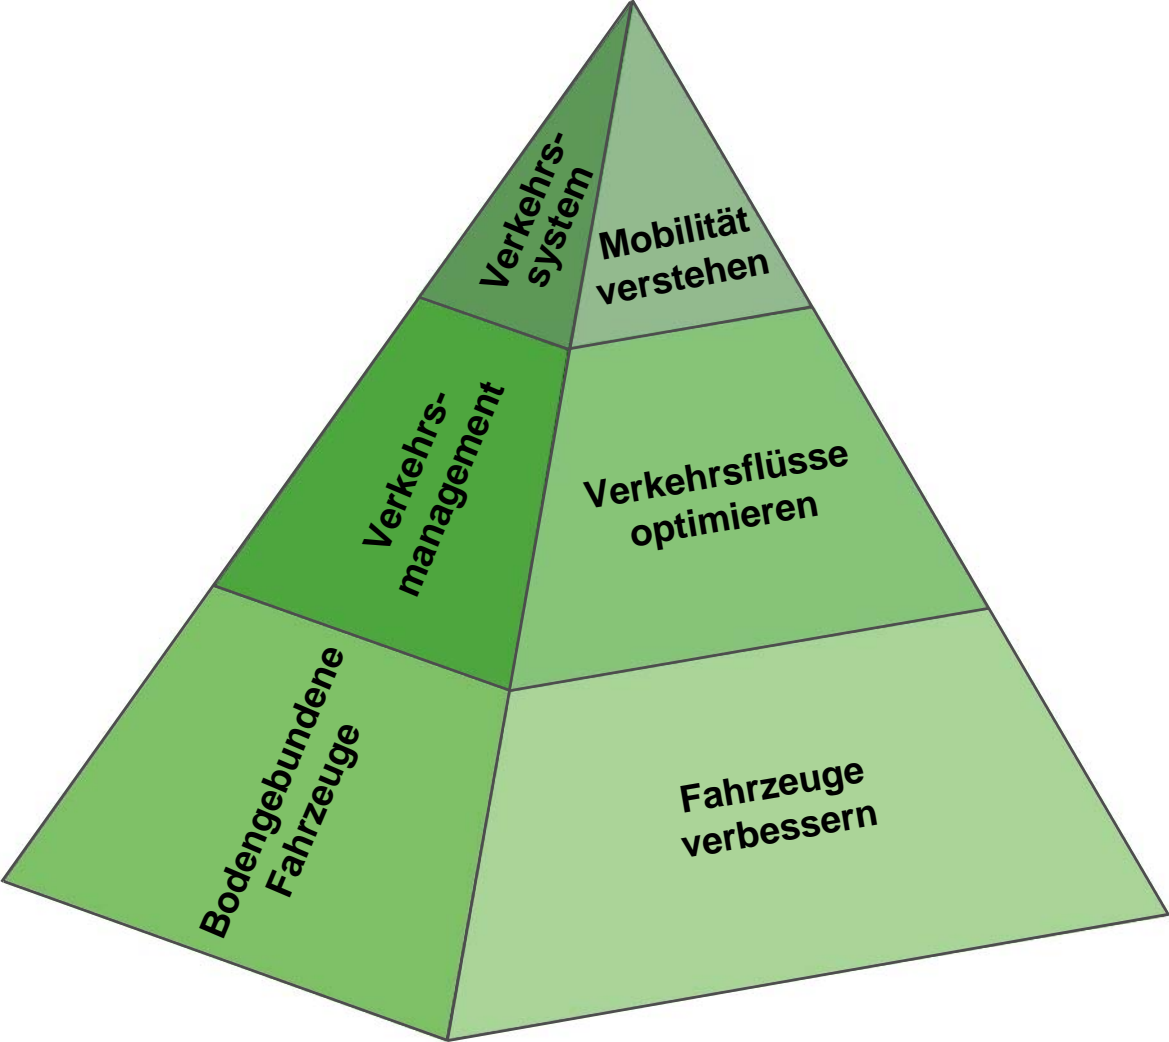 Verkehrs-
system
Mobilität
verstehen
Verkehrs-
management
Verkehrsflüsse
optimieren
Bodengebundene
Fahrzeuge
Fahrzeuge
verbessern